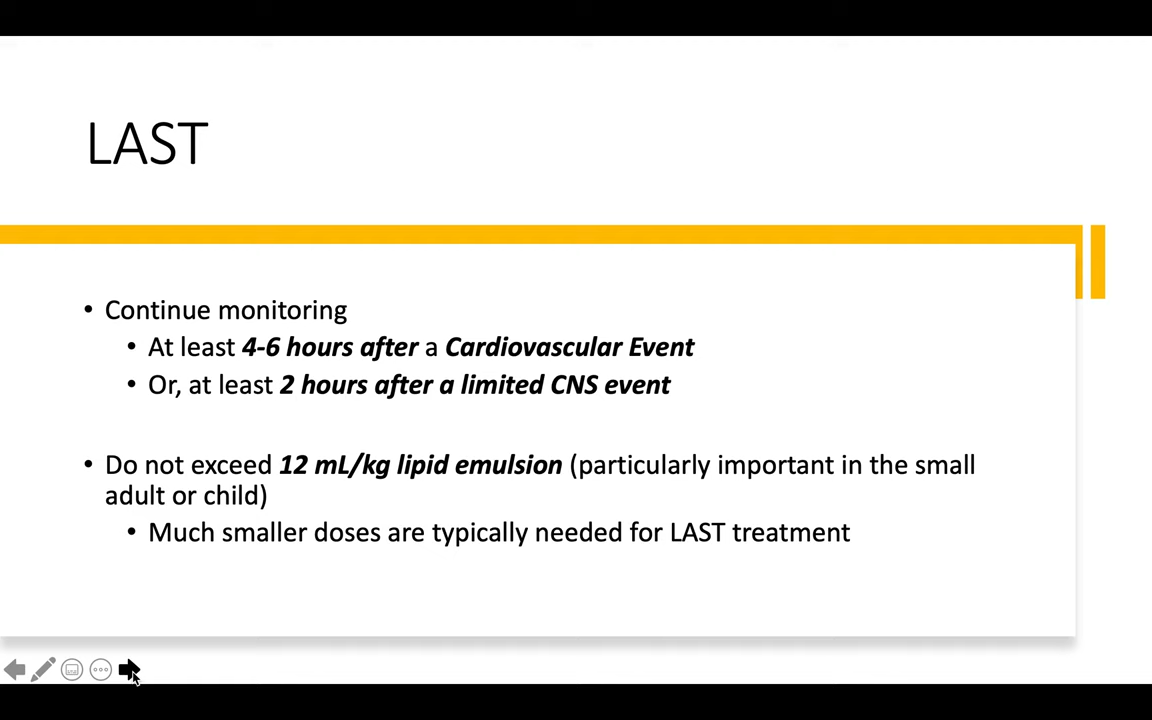 LAST
• Continue monitoring
• At least 4-6 hours after a Cardiovascular Event
• Or, at least 2 hours after a limited CNS event
• Do not exceed 12 mL/kg lipid emulsion (particularly important in the small
adult or child)
• Much smaller doses are typically needed for LAST treatment